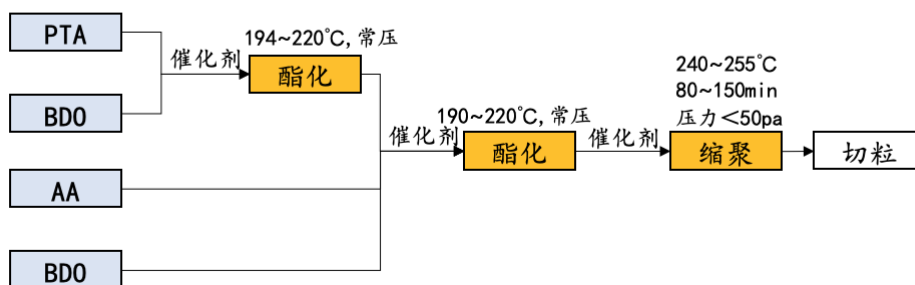 PTA
BDO
AA
BDO
催化剂
194~220℃,常压
酯化
催化剂
190~220℃,常压
酯化
催化剂
240~255℃
80~150min
压力<50pa
缩聚
切粒